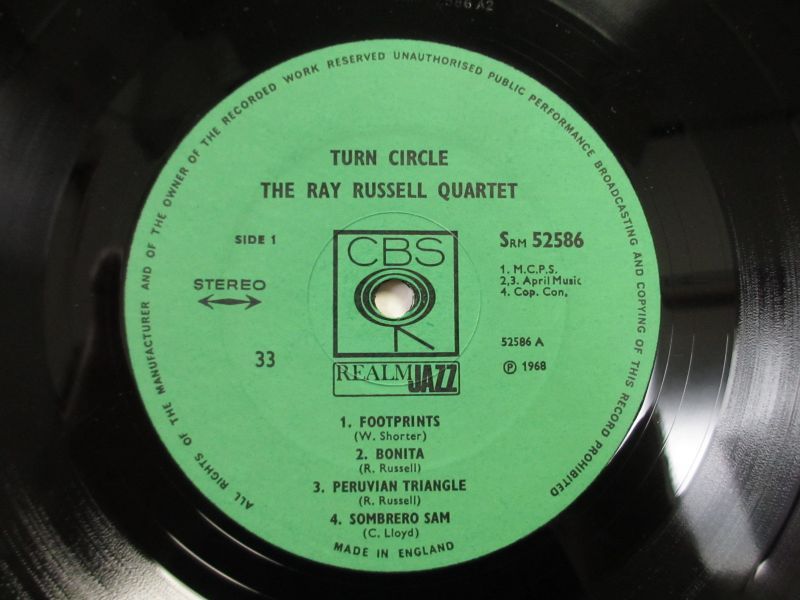 586 A2
ALL RIGHTS OF THE MANUFACTURER AND OF THE OWNER OF THE RECORDED WORK RESERVED UNAUTHORISED PUBLIC PERFORMANCE BROADCASTING AND COPYING OF THIS RECORD PROHIBITED
TURN CIRCLE
THE RAY RUSSELL QUARTET
SIDE 1
CBS
SRM 52586
STEREO
1. M.C.P.S.
2,3. April Music
4. Cop. Con.
33
52586 A
℗ 1968
REALM JAZZ
1. FOOTPRINTS
(W. Shorter)
2. BONITA
(R. Russell)
3. PERUVIAN TRIANGLE
(R. Russell)
4. SOMBRERO SAM
(C. Lloyd)
MADE IN ENGLAND